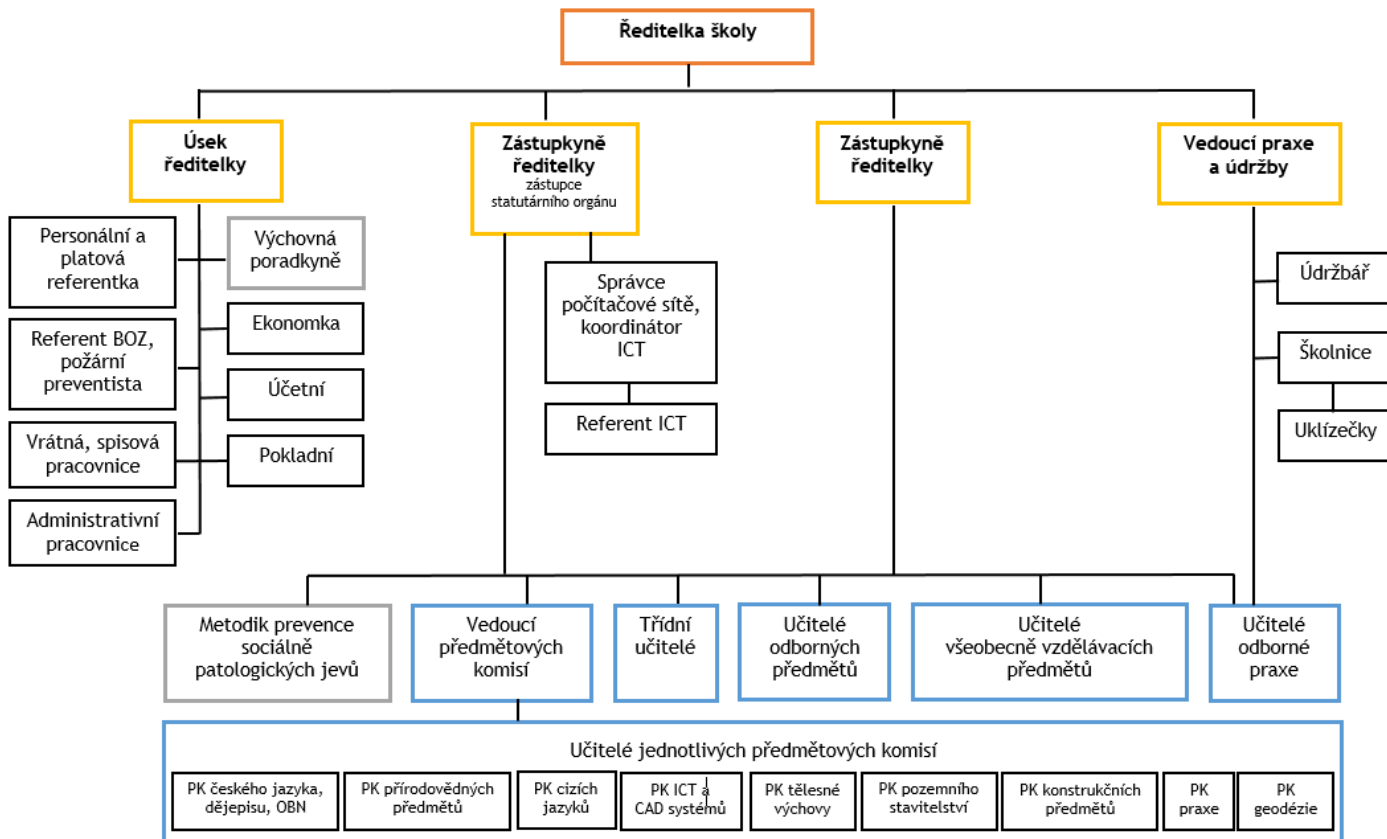 Ředitelka školy
Úsek
ředitelky
Zástupkyně
ředitelky
zástupce
statutárního orgánu
Zástupkyně
ředitelky
Vedoucí praxe
a údržby
Personální a
platová
referentka
Výchovná
poradkyně
Referent BOZ,
požární
preventista
Ekonomka
Účetní
Vrátná, spisová
pracovnice
Pokladní
Administrativní
pracovnice
Správce
počítačové sítě,
koordinátor
ICT
Referent ICT
Údržbář
Školnice
Uklízečky
Metodik prevence
sociálně
patologických jevů
Vedoucí
předmětových
komisí
Třídní
učitelé
Učitelé
odborných
předmětů
Učitelé
všeobecně vzdělávacích
předmětů
Učitelé
odborné
praxe
Učitelé jednotlivých předmětových komisí
PK českého jazyka,
dějepisu, OBN
PK přírodovědných
předmětů
PK cizích
jazyků
PK ICT a
CAD systémů
PK tělesné
výchovy
PK pozemního
stavitelství
PK konstrukčních
předmětů
PK
praxe
PK
geodézie